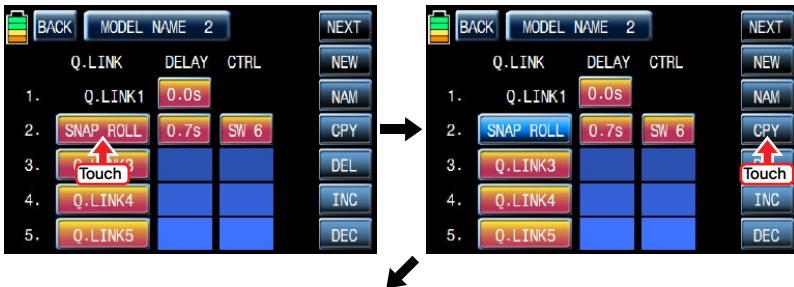 BACK MODEL NAME 2 NEXT
Q.LINK DELAY CTRL NEW
1. Q.LINK1 0.0s NAM
2. SNAP ROLL 0.7s SW 6 CPY
3. Q.LINK3 DEL
Touch
4. Q.LINK4 INC
5. Q.LINK5 DEC
BACK MODEL NAME 2 NEXT
Q.LINK DELAY CTRL NEW
1. Q.LINK1 0.0s NAM
2. SNAP ROLL 0.7s SW 6 CPY
3. Q.LINK3
Touch
4. Q.LINK4 INC
5. Q.LINK5 DEC